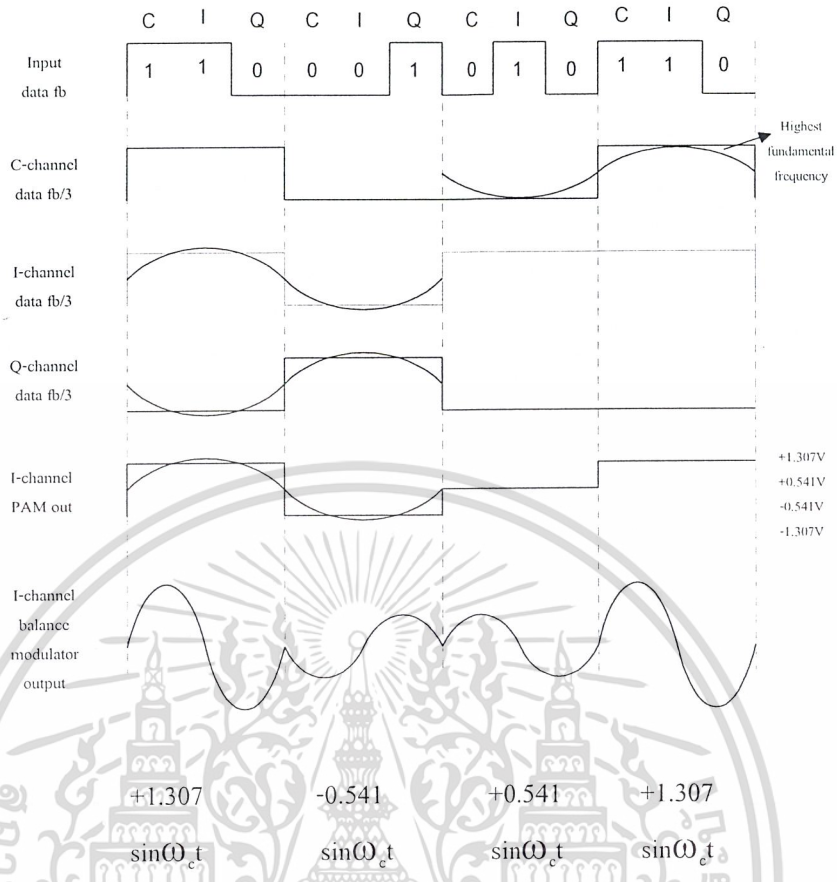 C I Q C I Q C I Q C I Q
Input
data fb
1 1 0 0 0 1 0 1 0 1 1 0
Highest
fundamental
frequency
C-channel
data fb/3
I-channel
data fb/3
Q-channel
data fb/3
I-channel
PAM out
+1.307V
+0.541V
-0.541V
-1.307V
I-channel
balance
modulator
output
+1.307 -0.541 +0.541 +1.307
sinωct sinωct sinωct sinωct